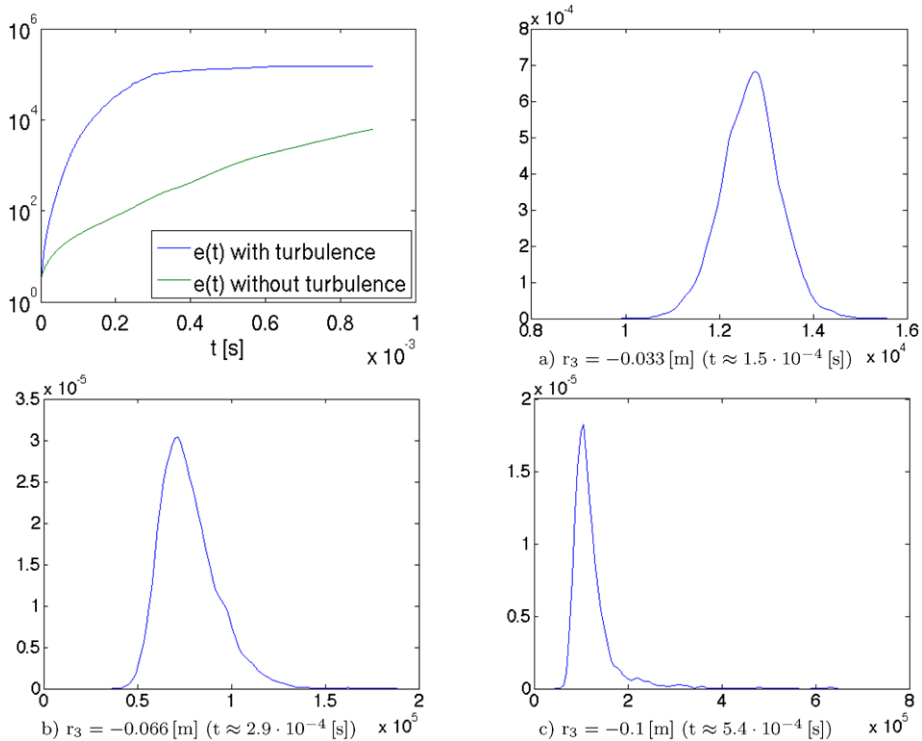 10^6
10^4
10^2
10^0
e(t) with turbulence
e(t) without turbulence
0 0.2 0.4 0.6 0.8 1
t [s]
x 10^-3
x 10^-4
8
7
6
5
4
3
2
1
0
0.8 1 1.2 1.4 1.6
x 10^4
a) r_3 = −0.033 [m] (t ≈ 1.5 · 10^−4 [s])
x 10^-5
3.5
3
2.5
2
1.5
1
0.5
0
0 0.5 1 1.5 2
x 10^5
b) r_3 = −0.066 [m] (t ≈ 2.9 · 10^−4 [s])
x 10^-5
2
1.5
1
0.5
0
0 2 4 6 8
x 10^5
c) r_3 = −0.1 [m] (t ≈ 5.4 · 10^−4 [s])